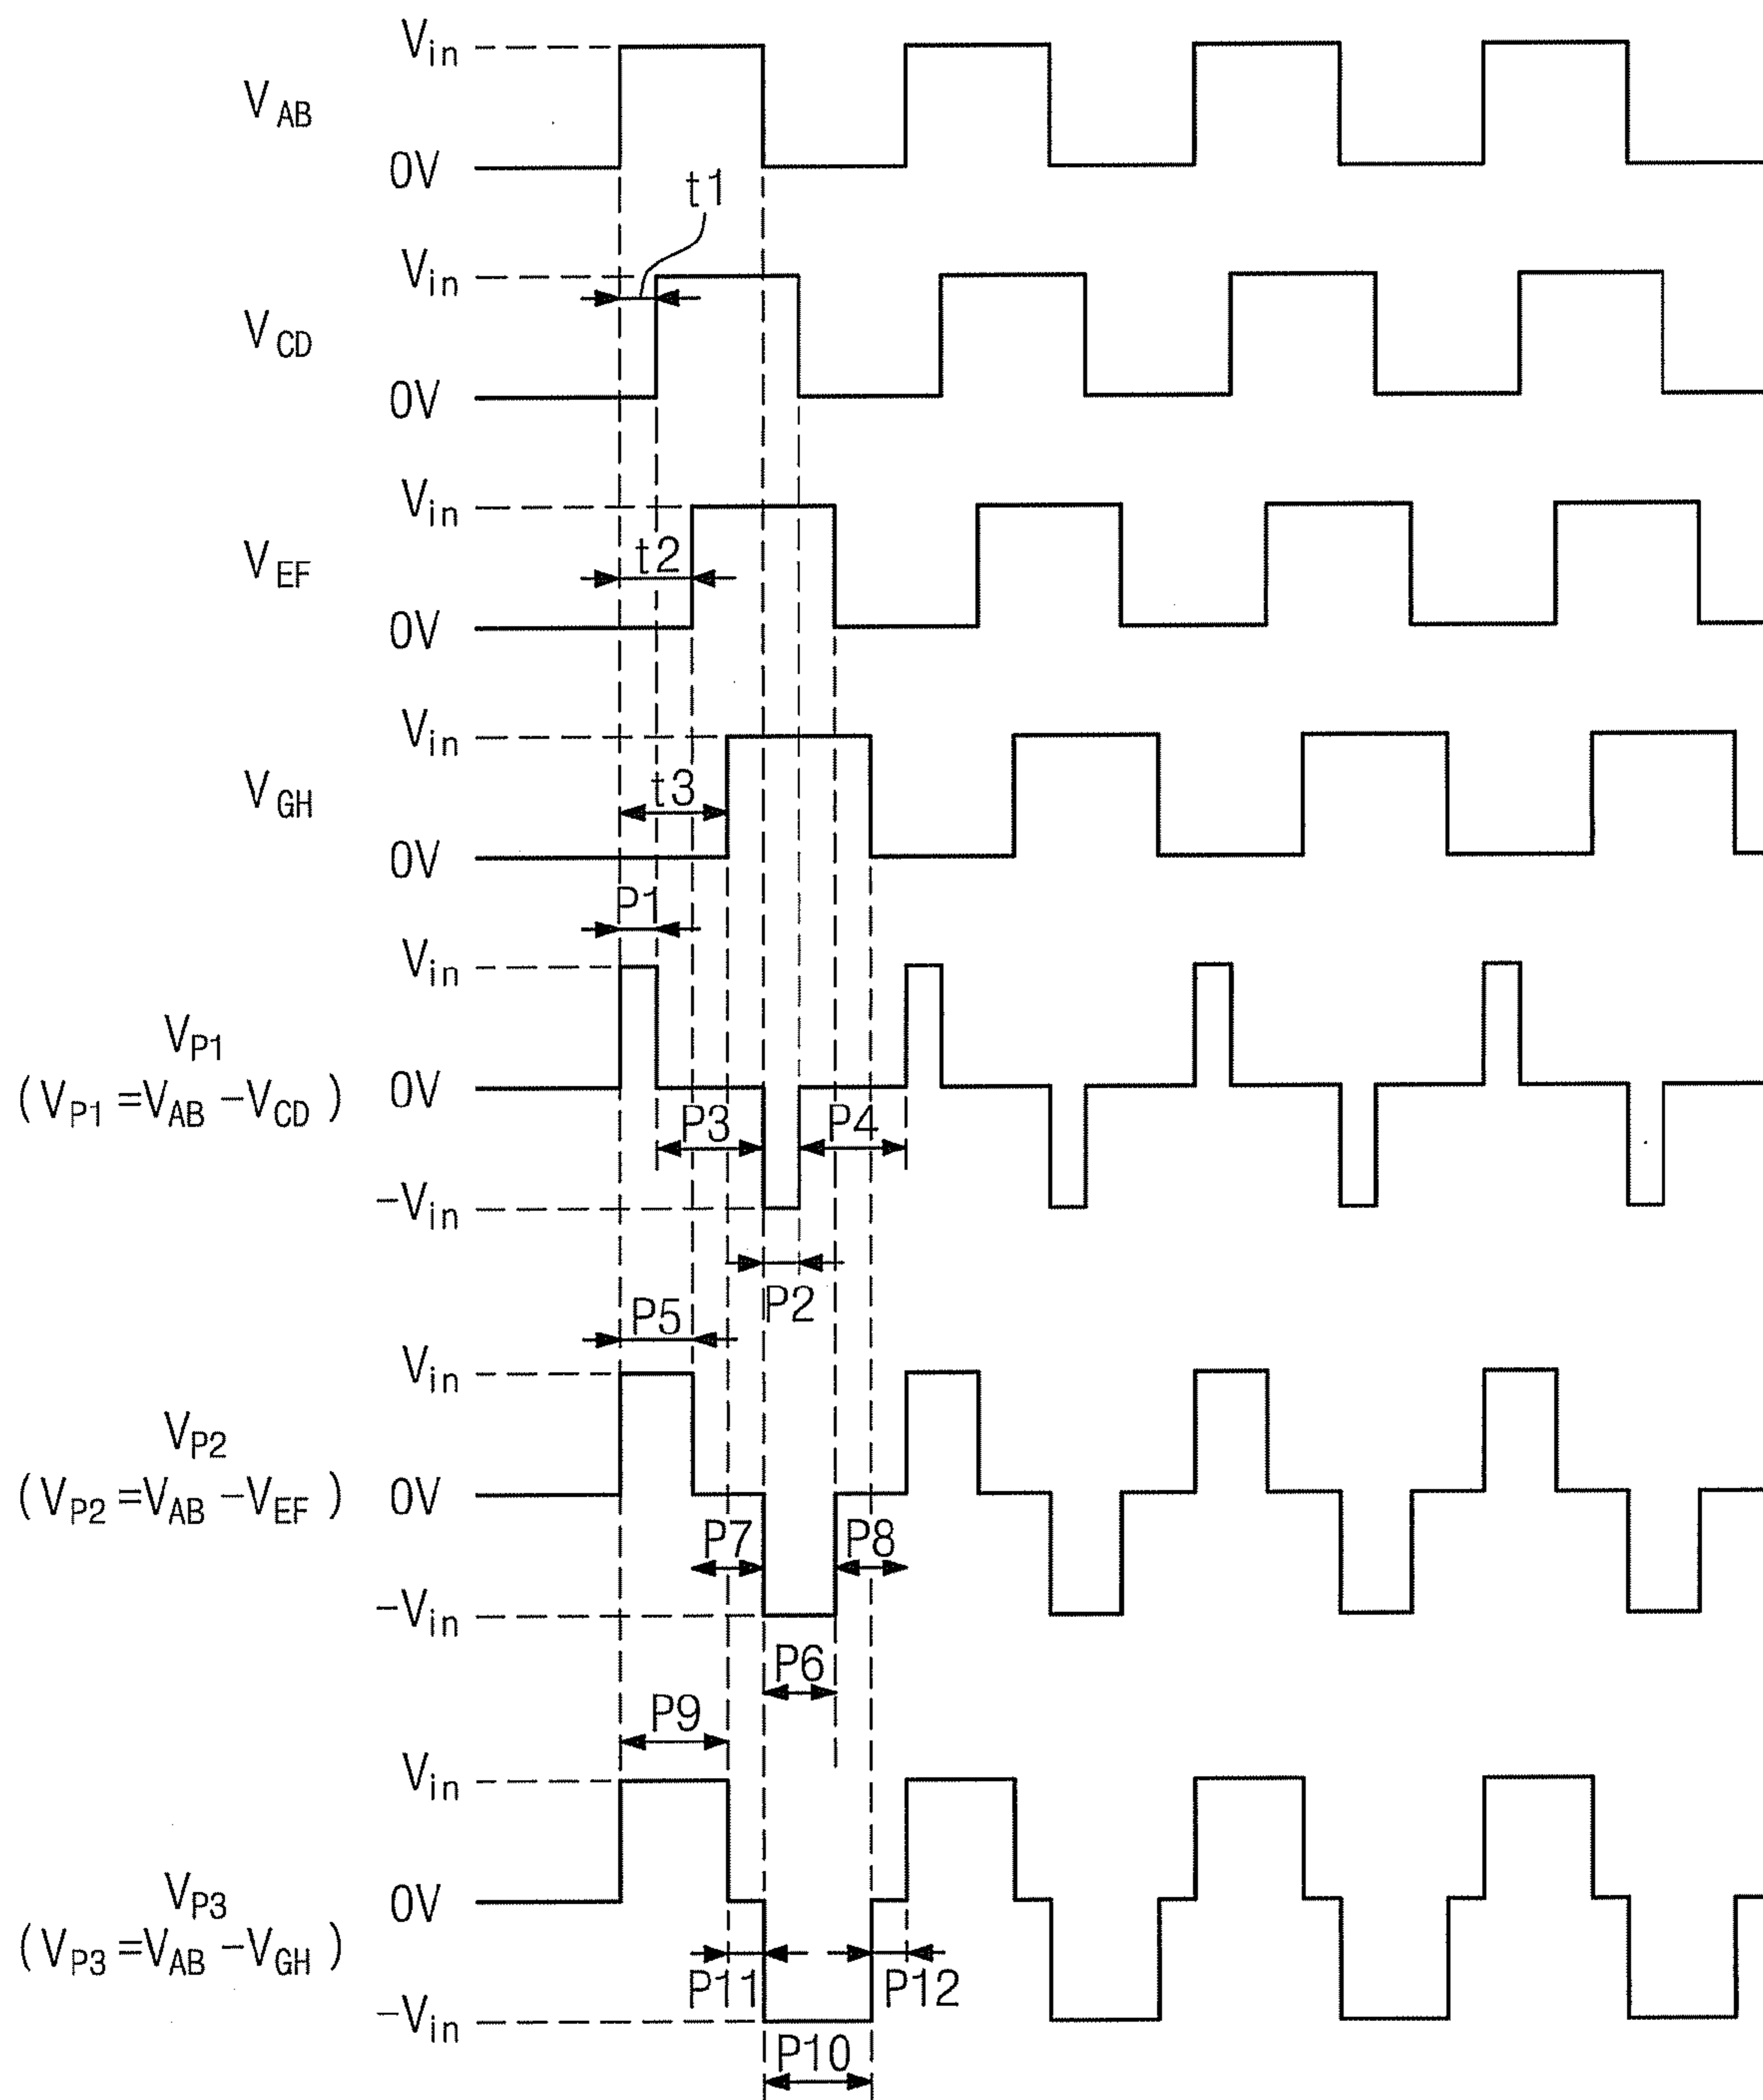 Vin
VAB
0V
t1
Vin
VCD
0V
Vin
VEF
t2
0V
Vin
VGH
t3
0V
P1
Vin
VP1
(VP1=VAB-VCD)
0V
P3
P4
-Vin
P2
P5
Vin
VP2
(VP2=VAB-VEF)
0V
P7
P8
-Vin
P6
P9
Vin
VP3
(VP3=VAB-VGH)
0V
P11
P12
-Vin
P10